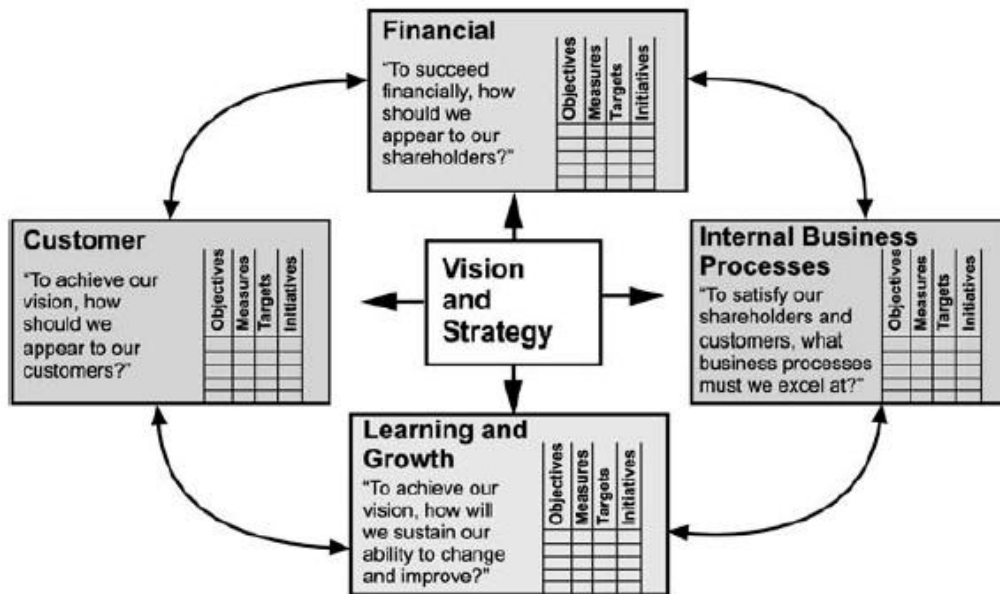 Financial
“To succeed
financially, how
should we
appear to our
shareholders?”
Objectives
Measures
Targets
Initiatives
Customer
“To achieve our
vision, how
should we
appear to our
customers?”
Objectives
Measures
Targets
Initiatives
Vision
and
Strategy
Internal Business
Processes
“To satisfy our
shareholders and
customers, what
business processes
must we excel at?”
Objectives
Measures
Targets
Initiatives
Learning and
Growth
“To achieve our
vision, how will
we sustain our
ability to change
and improve?”
Objectives
Measures
Targets
Initiatives